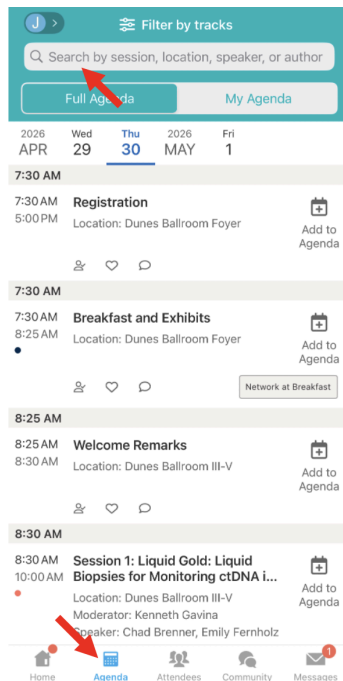 J >
Filter by tracks
Search by session, location, speaker, or author
Full Agenda
My Agenda
2026 Wed Thu 2026 Fri
APR 29 30 MAY 1
7:30 AM
7:30 AM Registration
5:00 PM Location: Dunes Ballroom Foyer
Add to
Agenda
7:30 AM
7:30 AM Breakfast and Exhibits
8:25 AM Location: Dunes Ballroom Foyer
Add to
Agenda
Network at Breakfast
8:25 AM
8:25 AM Welcome Remarks
8:30 AM Location: Dunes Ballroom III-V
Add to
Agenda
8:30 AM
8:30 AM Session 1: Liquid Gold: Liquid
10:00 AM Biopsies for Monitoring ctDNA i...
Location: Dunes Ballroom III-V
Add to
Agenda
Moderator: Kenneth Gavina
Speaker: Chad Brenner, Emily Fernholz
1
Home Agenda Attendees Community Messages